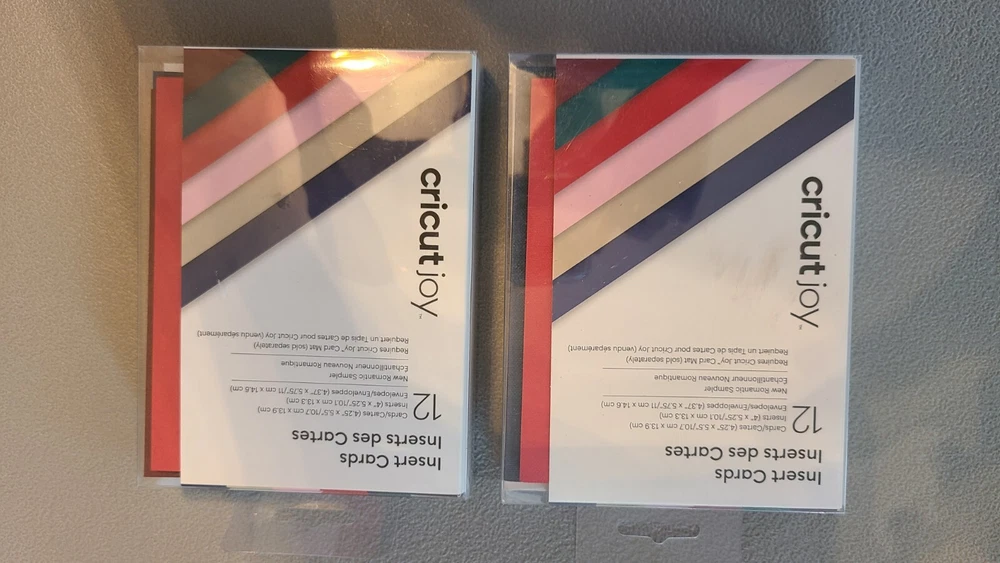 cricut joy™
Insert Cards
Inserts des Cartes
12
Cards/Cartes (4.25" x 5.5"/10.7 cm x 13.9 cm)
Inserts (4" x 5.25"/10.1 cm x 13.3 cm)
Envelopes/Enveloppes (4.37" x 5.75"/11 cm x 14.6 cm)
New Romantic Sampler
Échantillonneur Nouveau Romantique
Requires Cricut Joy™ Card Mat (sold separately)
Requiert un Tapis de Cartes pour Cricut Joy (vendu séparément)
cricut joy™
Insert Cards
Inserts des Cartes
12
Cards/Cartes (4.25" x 5.5"/10.7 cm x 13.9 cm)
Inserts (4" x 5.25"/10.1 cm x 13.3 cm)
Envelopes/Enveloppes (4.37" x 5.75"/11 cm x 14.6 cm)
New Romantic Sampler
Échantillonneur Nouveau Romantique
Requires Cricut Joy™ Card Mat (sold separately)
Requiert un Tapis de Cartes pour Cricut Joy (vendu séparément)